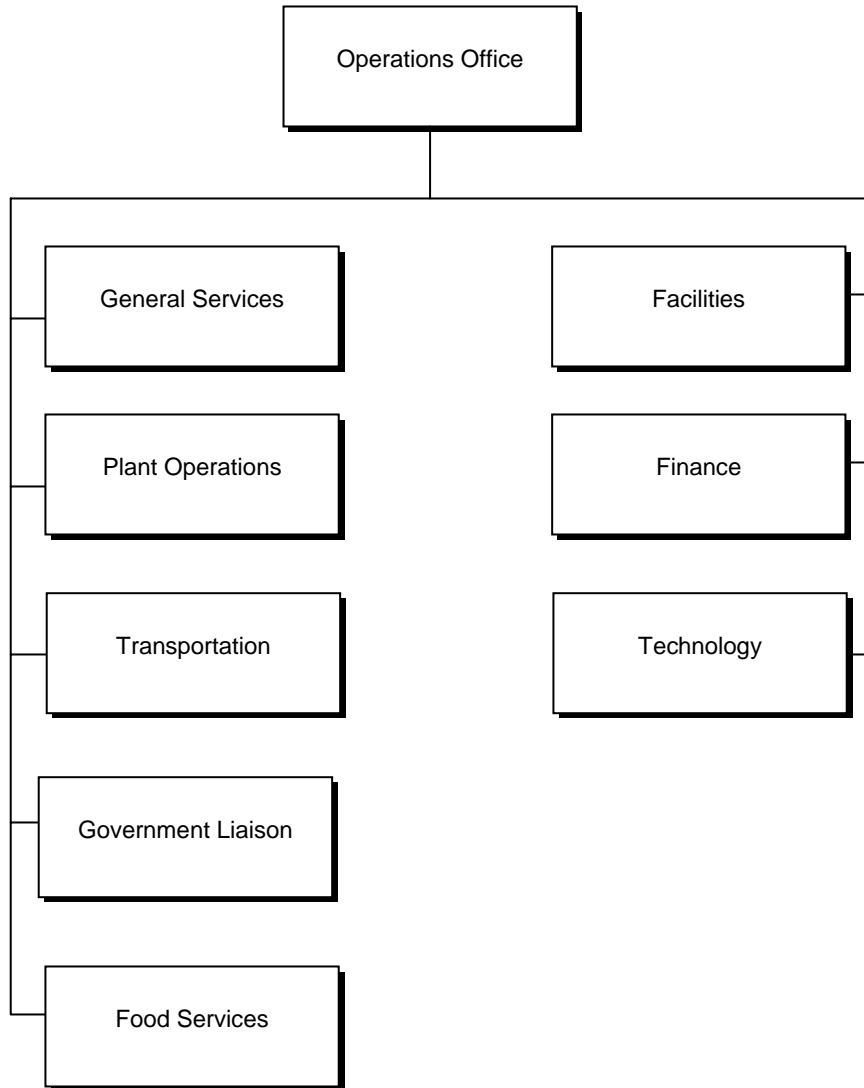 Operations Office
General Services
Facilities
Plant Operations
Finance
Transportation
Technology
Government Liaison
Food Services